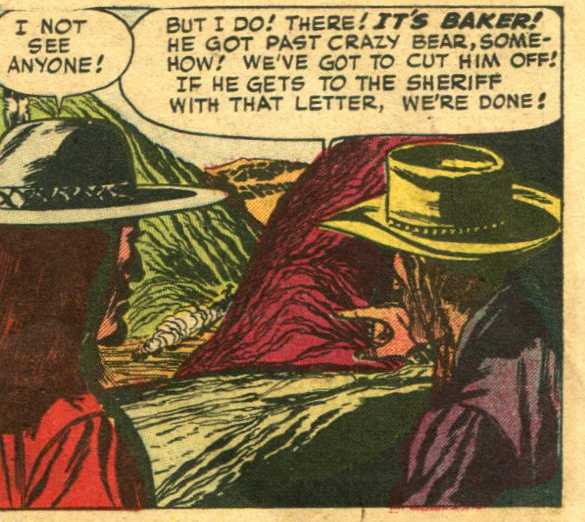 I NOT
SEE
ANYONE!
BUT I DO! THERE! IT'S BAKER!
HE GOT PAST CRAZY BEAR, SOME-
HOW! WE'VE GOT TO CUT HIM OFF!
IF HE GETS TO THE SHERIFF
WITH THAT LETTER, WE'RE DONE!